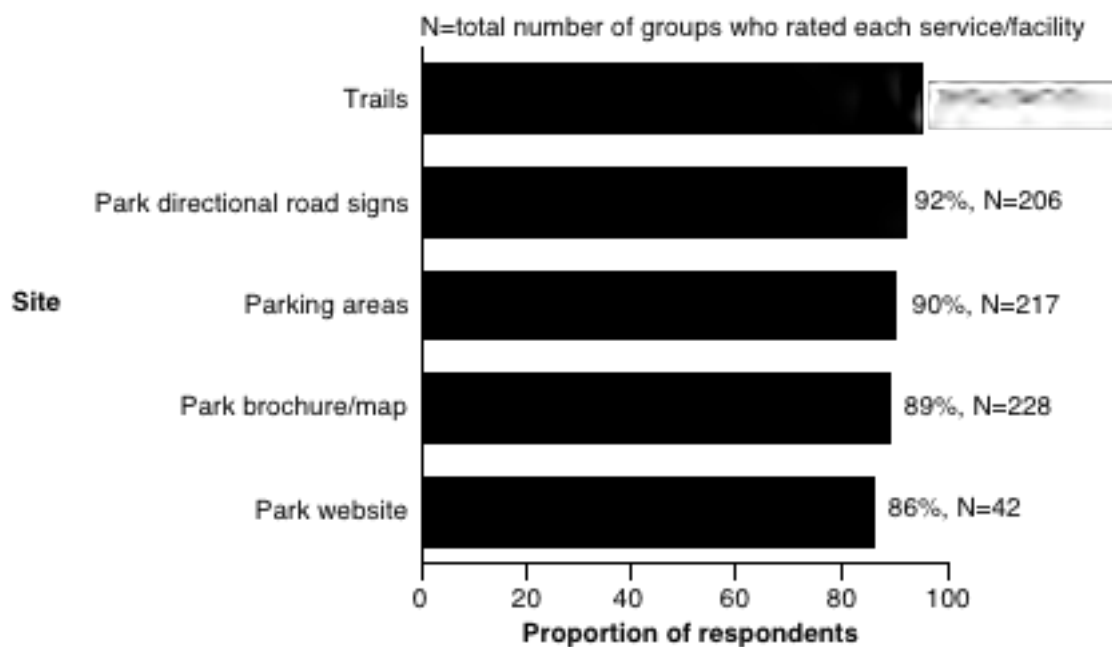 N=total number of groups who rated each service/facility
Trails
Park directional road signs
92%, N=206
Site
Parking areas
90%, N=217
Park brochure/map
89%, N=228
Park website
86%, N=42
0 20 40 60 80 100
Proportion of respondents